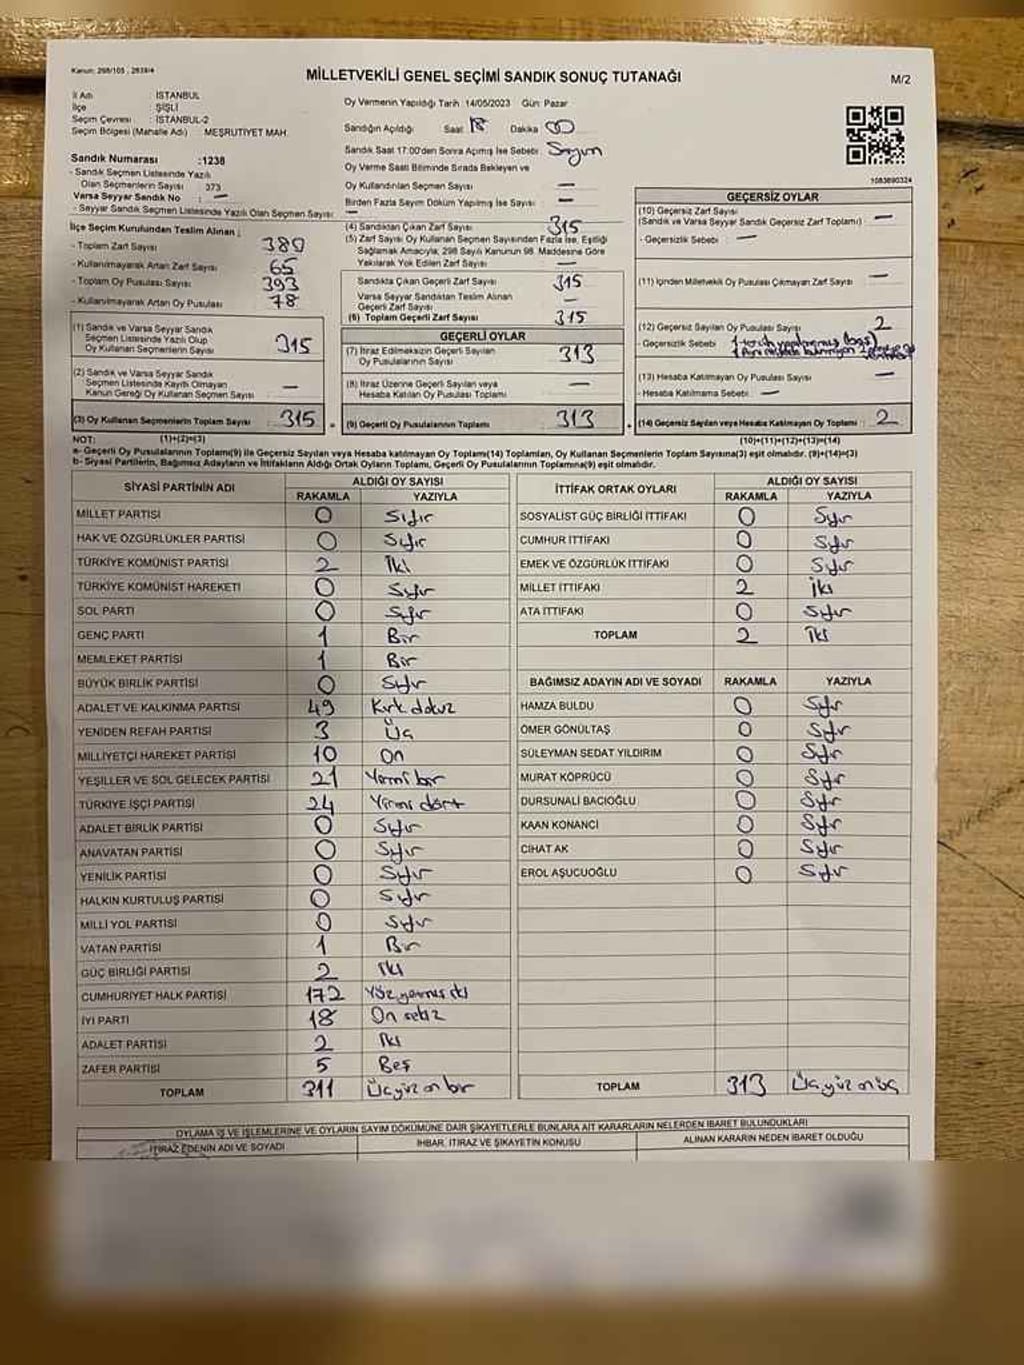 Kanun: 298/105 , 2839/4
MİLLETVEKİLİ GENEL SEÇİMİ SANDIK SONUÇ TUTANAĞI
M/2
İl Adı : İSTANBUL
İlçe : ŞİŞLİ
Seçim Çevresi : İSTANBUL-2
Seçim Bölgesi (Mahalle Adı) : MEŞRUTİYET MAH.
Sandık Numarası :1238
- Sandık Seçmen Listesinde Yazılı
Olan Seçmenlerin Sayısı : 373
Varsa Seyyar Sandık No : —
- Seyyar Sandık Seçmen Listesinde Yazılı Olan Seçmen Sayısı : —
İlçe Seçim Kurulundan Teslim Alınan ;
- Toplam Zarf Sayısı 380
- Kullanılmayarak Artan Zarf Sayısı 65
- Toplam Oy Pusulası Sayısı 393
- Kullanılmayarak Artan Oy Pusulası 78
(1) Sandık ve Varsa Seyyar Sandık
Seçmen Listesinde Yazılı Olup
Oy Kullanan Seçmenlerin Sayısı 315
(2) Sandık ve Varsa Seyyar Sandık
Seçmen Listesinde Kayıtlı Olmayan
Kanun Gereği Oy Kullanan Seçmen Sayısı —
(3) Oy Kullanan Seçmenlerin Toplam Sayısı 315
Oy Vermenin Yapıldığı Tarih: 14/05/2023 Gün: Pazar
Sandığın Açıldığı Saat 18 Dakika 00
Sandık Saat 17:00'den Sonra Açılmış İse Sebebi: Sayım
Oy Verme Saati Bitiminde Sırada Bekleyen ve
Oy Kullandırılan Seçmen Sayısı —
Birden Fazla Sayım Döküm Yapılmış İse Sayısı —
(4) Sandıktan Çıkan Zarf Sayısı 315
(5) Zarf Sayısı Oy Kullanan Seçmen Sayısından Fazla İse, Eşitliği
Sağlamak Amacıyla, 298 Sayılı Kanunun 98. Maddesine Göre
Yakılarak Yok Edilen Zarf Sayısı —
Sandıkta Çıkan Geçerli Zarf Sayısı 315
Varsa Seyyar Sandıktan Teslim Alınan
Geçerli Zarf Sayısı —
(6) Toplam Geçerli Zarf Sayısı 315
GEÇERLİ OYLAR
(7) İtiraz Edilmeksizin Geçerli Sayılan
Oy Pusulalarının Sayısı 313
(8) İtiraz Üzerine Geçerli Sayılan veya
Hesaba Katılan Oy Pusulası Toplamı —
(9) Geçerli Oy Pusulalarının Toplamı 313
1083690324
GEÇERSİZ OYLAR
(10) Geçersiz Zarf Sayısı
(Sandık ve Varsa Seyyar Sandık Geçersiz Zarf Toplamı) —
- Geçersizlik Sebebi : —
(11) İçinden Milletvekili Oy Pusulası Çıkmayan Zarf Sayısı —
(12) Geçersiz Sayılan Oy Pusulası Sayısı 2
- Geçersizlik Sebebi : 1 tercih yapılmamış (boş)
(13) Hesaba Katılmayan Oy Pusulası Sayısı —
- Hesaba Katılmama Sebebi : —
(14) Geçersiz Sayılan veya Hesaba Katılmayan Oy Toplamı 2
NOT: (1)+(2)=(3) (10)+(11)+(12)+(13)=(14)
a- Geçerli Oy Pusulalarının Toplamı(9) ile Geçersiz Sayılan veya Hesaba katılmayan Oy Toplamı(14) Toplamları, Oy Kullanan Seçmenlerin Toplam Sayısına(3) eşit olmalıdır. (9)+(14)=(3)
b- Siyasi Partilerin, Bağımsız Adayların ve İttifakların Aldığı Ortak Oyların Toplamı, Geçerli Oy Pusulalarının Toplamına(9) eşit olmalıdır.
SİYASİ PARTİNİN ADI ALDIĞI OY SAYISI
RAKAMLA YAZIYLA
MİLLET PARTİSİ 0 Sıfır
HAK VE ÖZGÜRLÜKLER PARTİSİ 0 Sıfır
TÜRKİYE KOMÜNİST PARTİSİ 2 İki
TÜRKİYE KOMÜNİST HAREKETİ 0 Sıfır
SOL PARTİ 0 Sıfır
GENÇ PARTİ 1 Bir
MEMLEKET PARTİSİ 1 Bir
BÜYÜK BİRLİK PARTİSİ 0 Sıfır
ADALET VE KALKINMA PARTİSİ 49 Kırk dokuz
YENİDEN REFAH PARTİSİ 3 Üç
MİLLİYETÇİ HAREKET PARTİSİ 10 On
YEŞİLLER VE SOL GELECEK PARTİSİ 21 Yirmi bir
TÜRKİYE İŞÇİ PARTİSİ 24 Yirmi dört
ADALET BİRLİK PARTİSİ 0 Sıfır
ANAVATAN PARTİSİ 0 Sıfır
YENİLİK PARTİSİ 0 Sıfır
HALKIN KURTULUŞ PARTİSİ 0 Sıfır
MİLLİ YOL PARTİSİ 0 Sıfır
VATAN PARTİSİ 1 Bir
GÜÇ BİRLİĞİ PARTİSİ 2 İki
CUMHURİYET HALK PARTİSİ 172 Yüz yetmiş iki
İYİ PARTİ 18 On sekiz
ADALET PARTİSİ 2 İki
ZAFER PARTİSİ 5 Beş
TOPLAM 311 Üçyüz on bir
İTTİFAK ORTAK OYLARI ALDIĞI OY SAYISI
RAKAMLA YAZIYLA
SOSYALİST GÜÇ BİRLİĞİ İTTİFAKI 0 Sıfır
CUMHUR İTTİFAKI 0 Sıfır
EMEK VE ÖZGÜRLÜK İTTİFAKI 0 Sıfır
MİLLET İTTİFAKI 2 İki
ATA İTTİFAKI 0 Sıfır
TOPLAM 2 İki
BAĞIMSIZ ADAYIN ADI VE SOYADI RAKAMLA YAZIYLA
HAMZA BULDU 0 Sıfır
ÖMER GÖNÜLTAŞ 0 Sıfır
SÜLEYMAN SEDAT YILDIRIM 0 Sıfır
MURAT KÖPRÜCÜ 0 Sıfır
DURSUNALİ BACIOĞLU 0 Sıfır
KAAN KONANCİ 0 Sıfır
CİHAT AK 0 Sıfır
EROL AŞUCUOĞLU 0 Sıfır
TOPLAM 313 Üçyüz onüç
OYLAMA İŞ VE İŞLEMLERİNE VE OYLARIN SAYIM DÖKÜMÜNE DAİR ŞİKAYETLERLE BUNLARA AİT KARARLARIN NELERDEN İBARET BULUNDUKLARI
İTİRAZ EDENİN ADI VE SOYADI İHBAR, İTİRAZ VE ŞİKAYETİN KONUSU ALINAN KARARIN NEDEN İBARET OLDUĞU